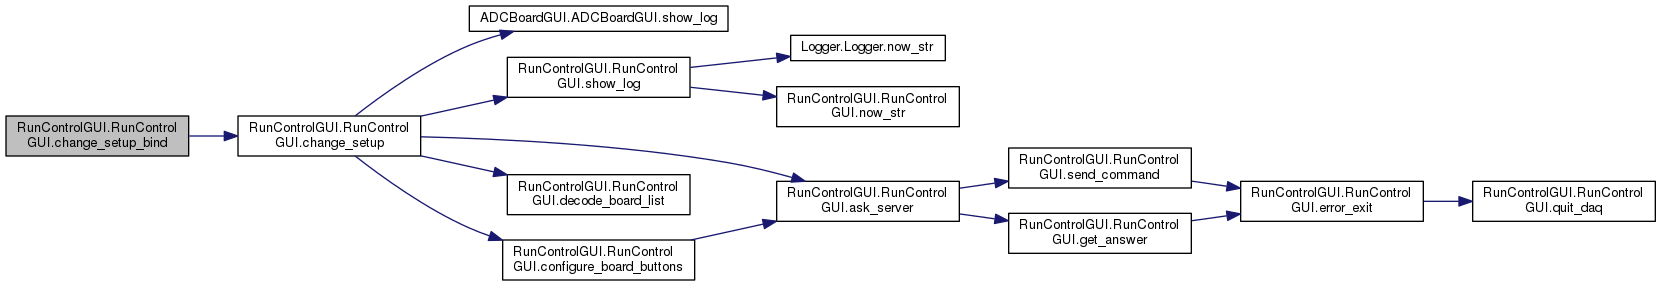 RunControlGUI.RunControl
GUI.change_setup_bind
RunControlGUI.RunControl
GUI.change_setup
ADCBoardGUI.ADCBoardGUI.show_log
RunControlGUI.RunControl
GUI.show_log
Logger.Logger.now_str
RunControlGUI.RunControl
GUI.now_str
RunControlGUI.RunControl
GUI.decode_board_list
RunControlGUI.RunControl
GUI.configure_board_buttons
RunControlGUI.RunControl
GUI.ask_server
RunControlGUI.RunControl
GUI.send_command
RunControlGUI.RunControl
GUI.get_answer
RunControlGUI.RunControl
GUI.error_exit
RunControlGUI.RunControl
GUI.quit_daq